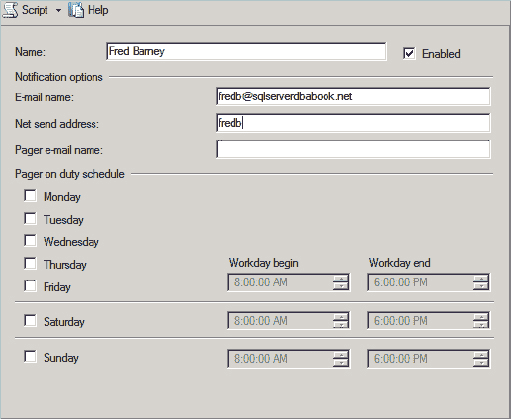 Script Help
Name: Fred Barney Enabled
Notification options
E-mail name: fredb@sqlserverdbabook.net
Net send address: fredb
Pager e-mail name:
Pager on duty schedule
Monday
Tuesday
Wednesday
Thursday Workday begin Workday end
Friday 8:00:00 AM 6:00:00 PM
Saturday 8:00:00 AM 6:00:00 PM
Sunday 8:00:00 AM 6:00:00 PM